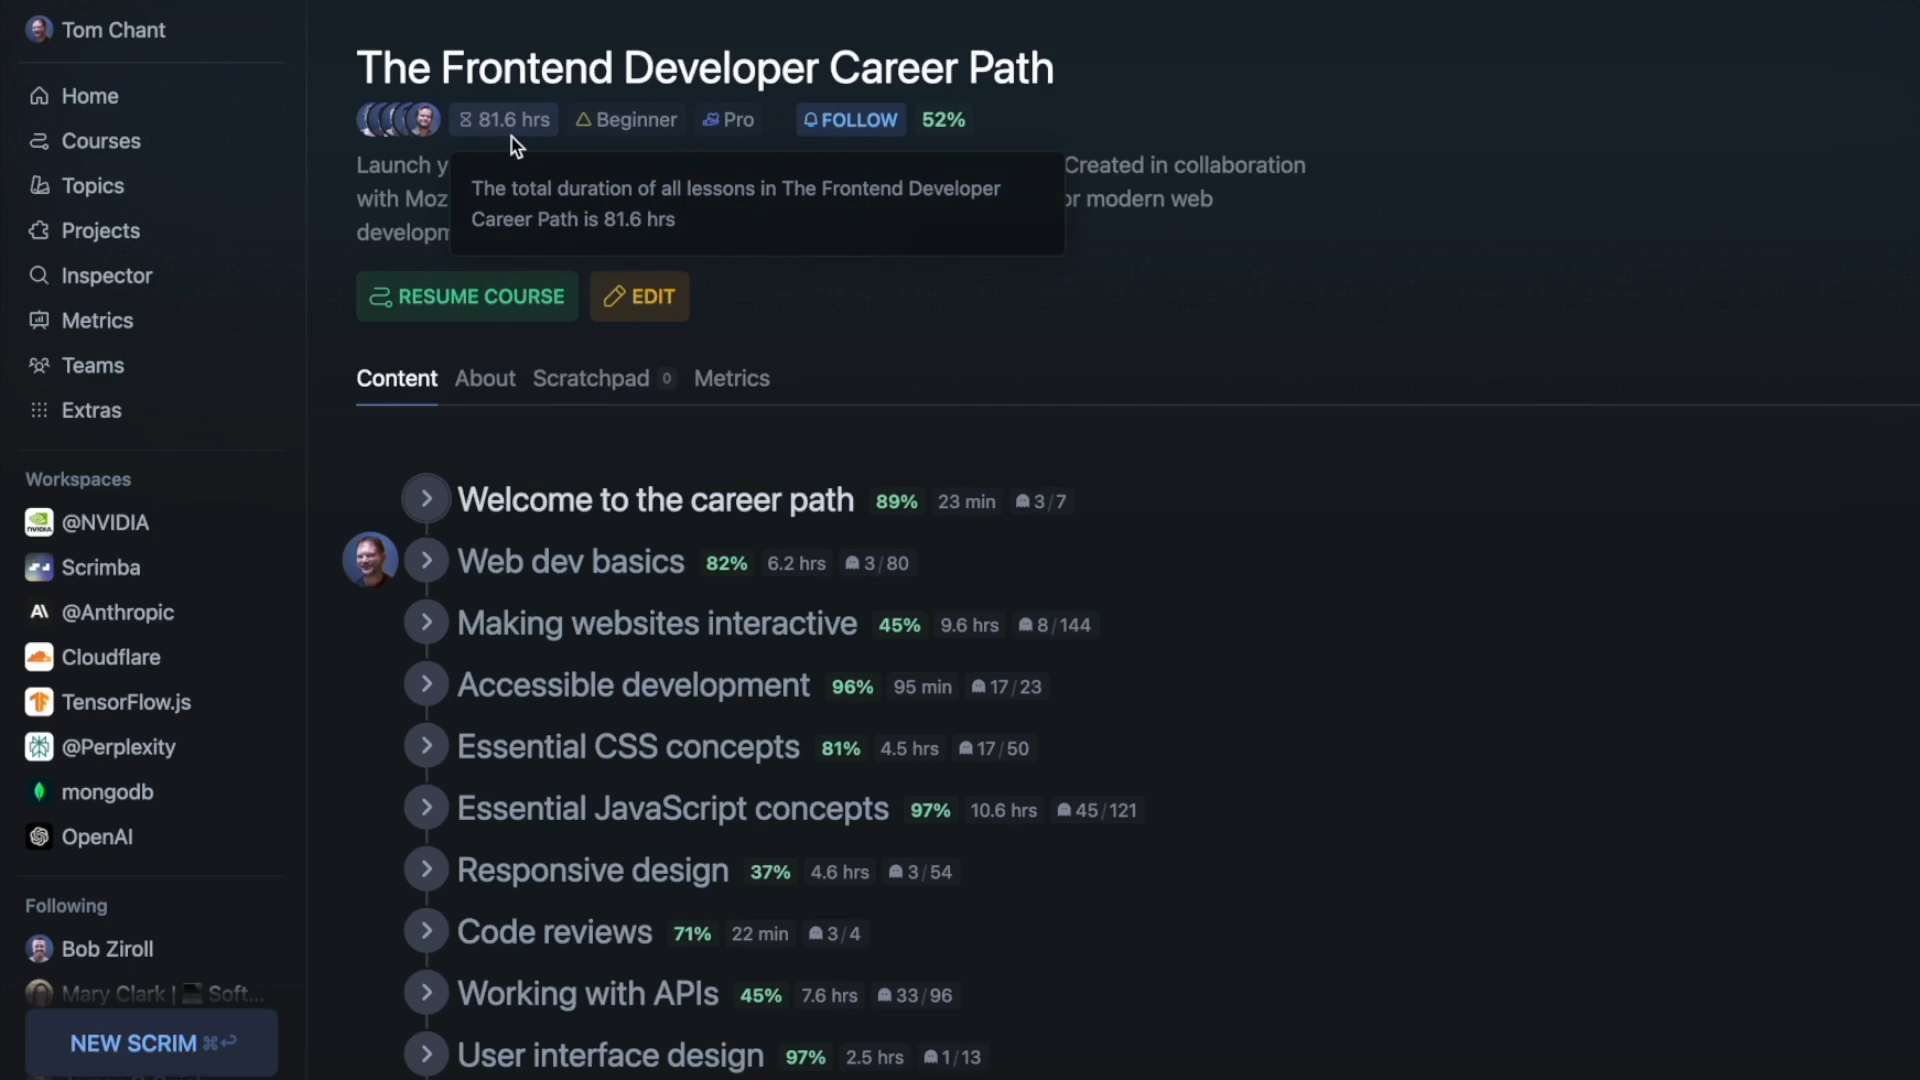 Tom Chant
Home
Courses
Topics
Projects
Inspector
Metrics
Teams
Extras
Workspaces
@NVIDIA
Scrimba
@Anthropic
Cloudflare
TensorFlow.js
@Perplexity
mongodb
OpenAI
Following
Bob Ziroll
Mary Clark | Soft...
NEW SCRIM ⌘↩
The Frontend Developer Career Path
81.6 hrs Beginner Pro FOLLOW 52%
Launch y Created in collaboration
with Moz or modern web
developm
The total duration of all lessons in The Frontend Developer
Career Path is 81.6 hrs
RESUME COURSE EDIT
Content About Scratchpad 0 Metrics
Welcome to the career path 89% 23 min 3/7
Web dev basics 82% 6.2 hrs 3/80
Making websites interactive 45% 9.6 hrs 8/144
Accessible development 96% 95 min 17/23
Essential CSS concepts 81% 4.5 hrs 17/50
Essential JavaScript concepts 97% 10.6 hrs 45/121
Responsive design 37% 4.6 hrs 3/54
Code reviews 71% 22 min 3/4
Working with APIs 45% 7.6 hrs 33/96
User interface design 97% 2.5 hrs 1/13